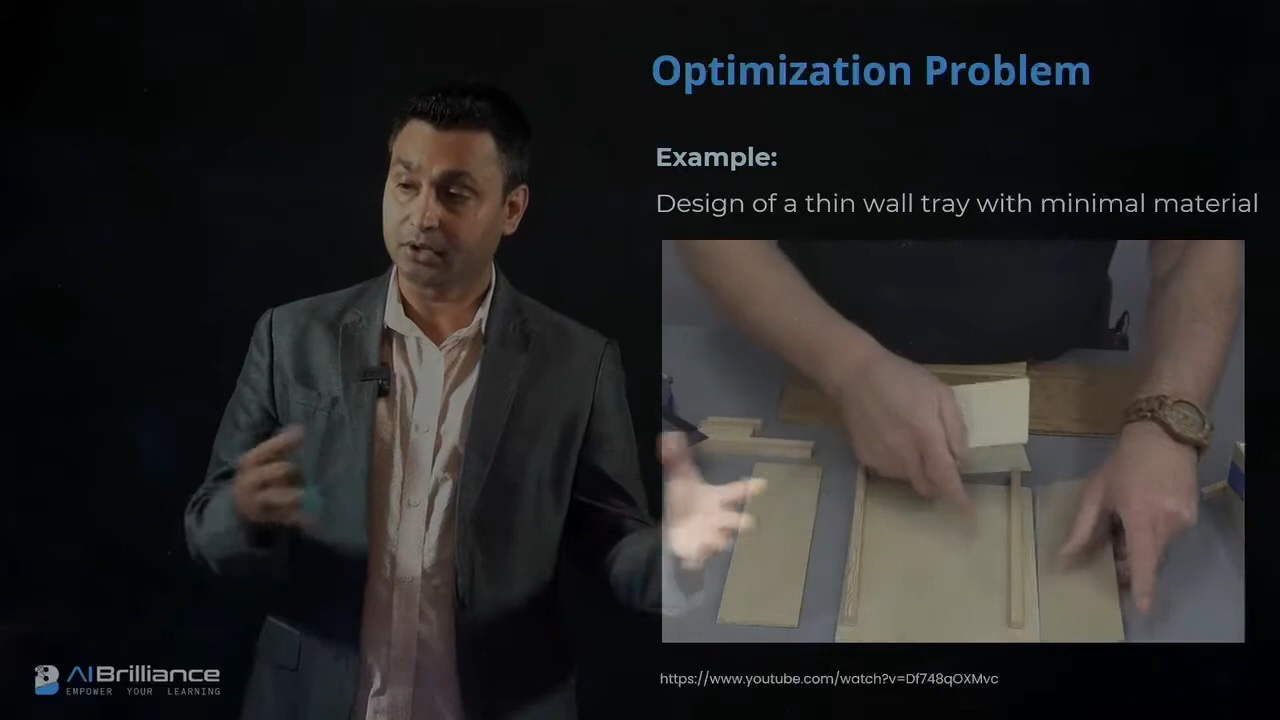 Optimization Problem
Example:
Design of a thin wall tray with minimal material
AIBrilliance
EMPOWER YOUR LEARNING
https://www.youtube.com/watch?v=Df748qOXMvc